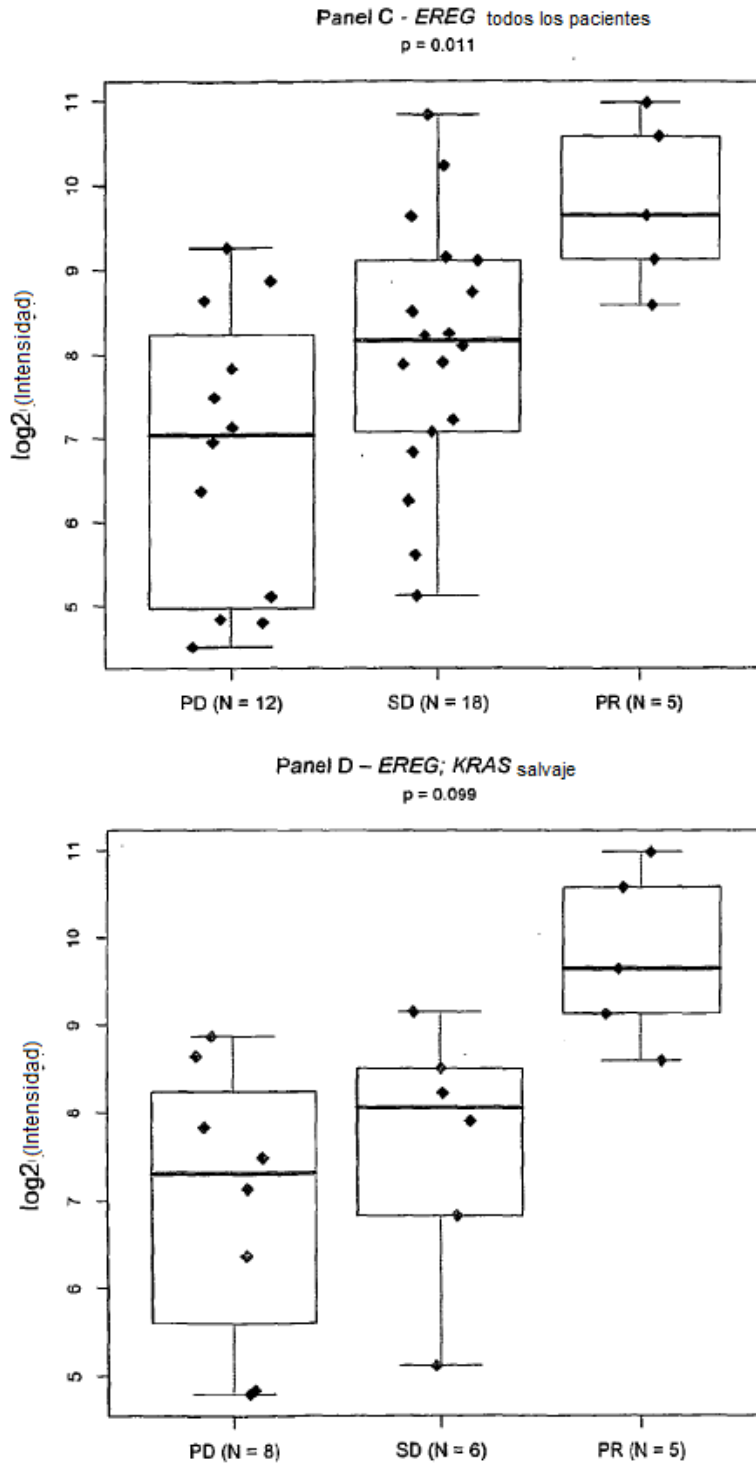 Panel C - EREG todos los pacientes
p = 0.011
11
10
9
8
7
6
5
log2 (Intensidad)
PD (N = 12) SD (N = 18) PR (N = 5)
Panel D – EREG; KRAS salvaje
p = 0.099
11
10
9
8
7
6
5
log2 (Intensidad)
PD (N = 8) SD (N = 6) PR (N = 5)